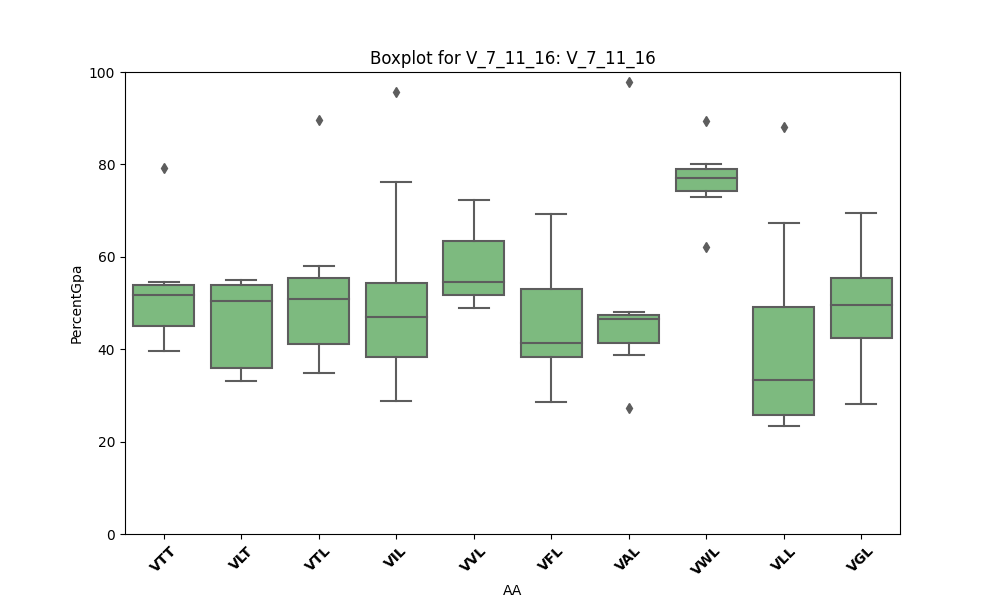 Boxplot for V_7_11_16: V_7_11_16
100
80
60
40
20
0
PercentGpa
VTT VLT VTL VIL VVL VFL VAL VWL VLL VGL
AA